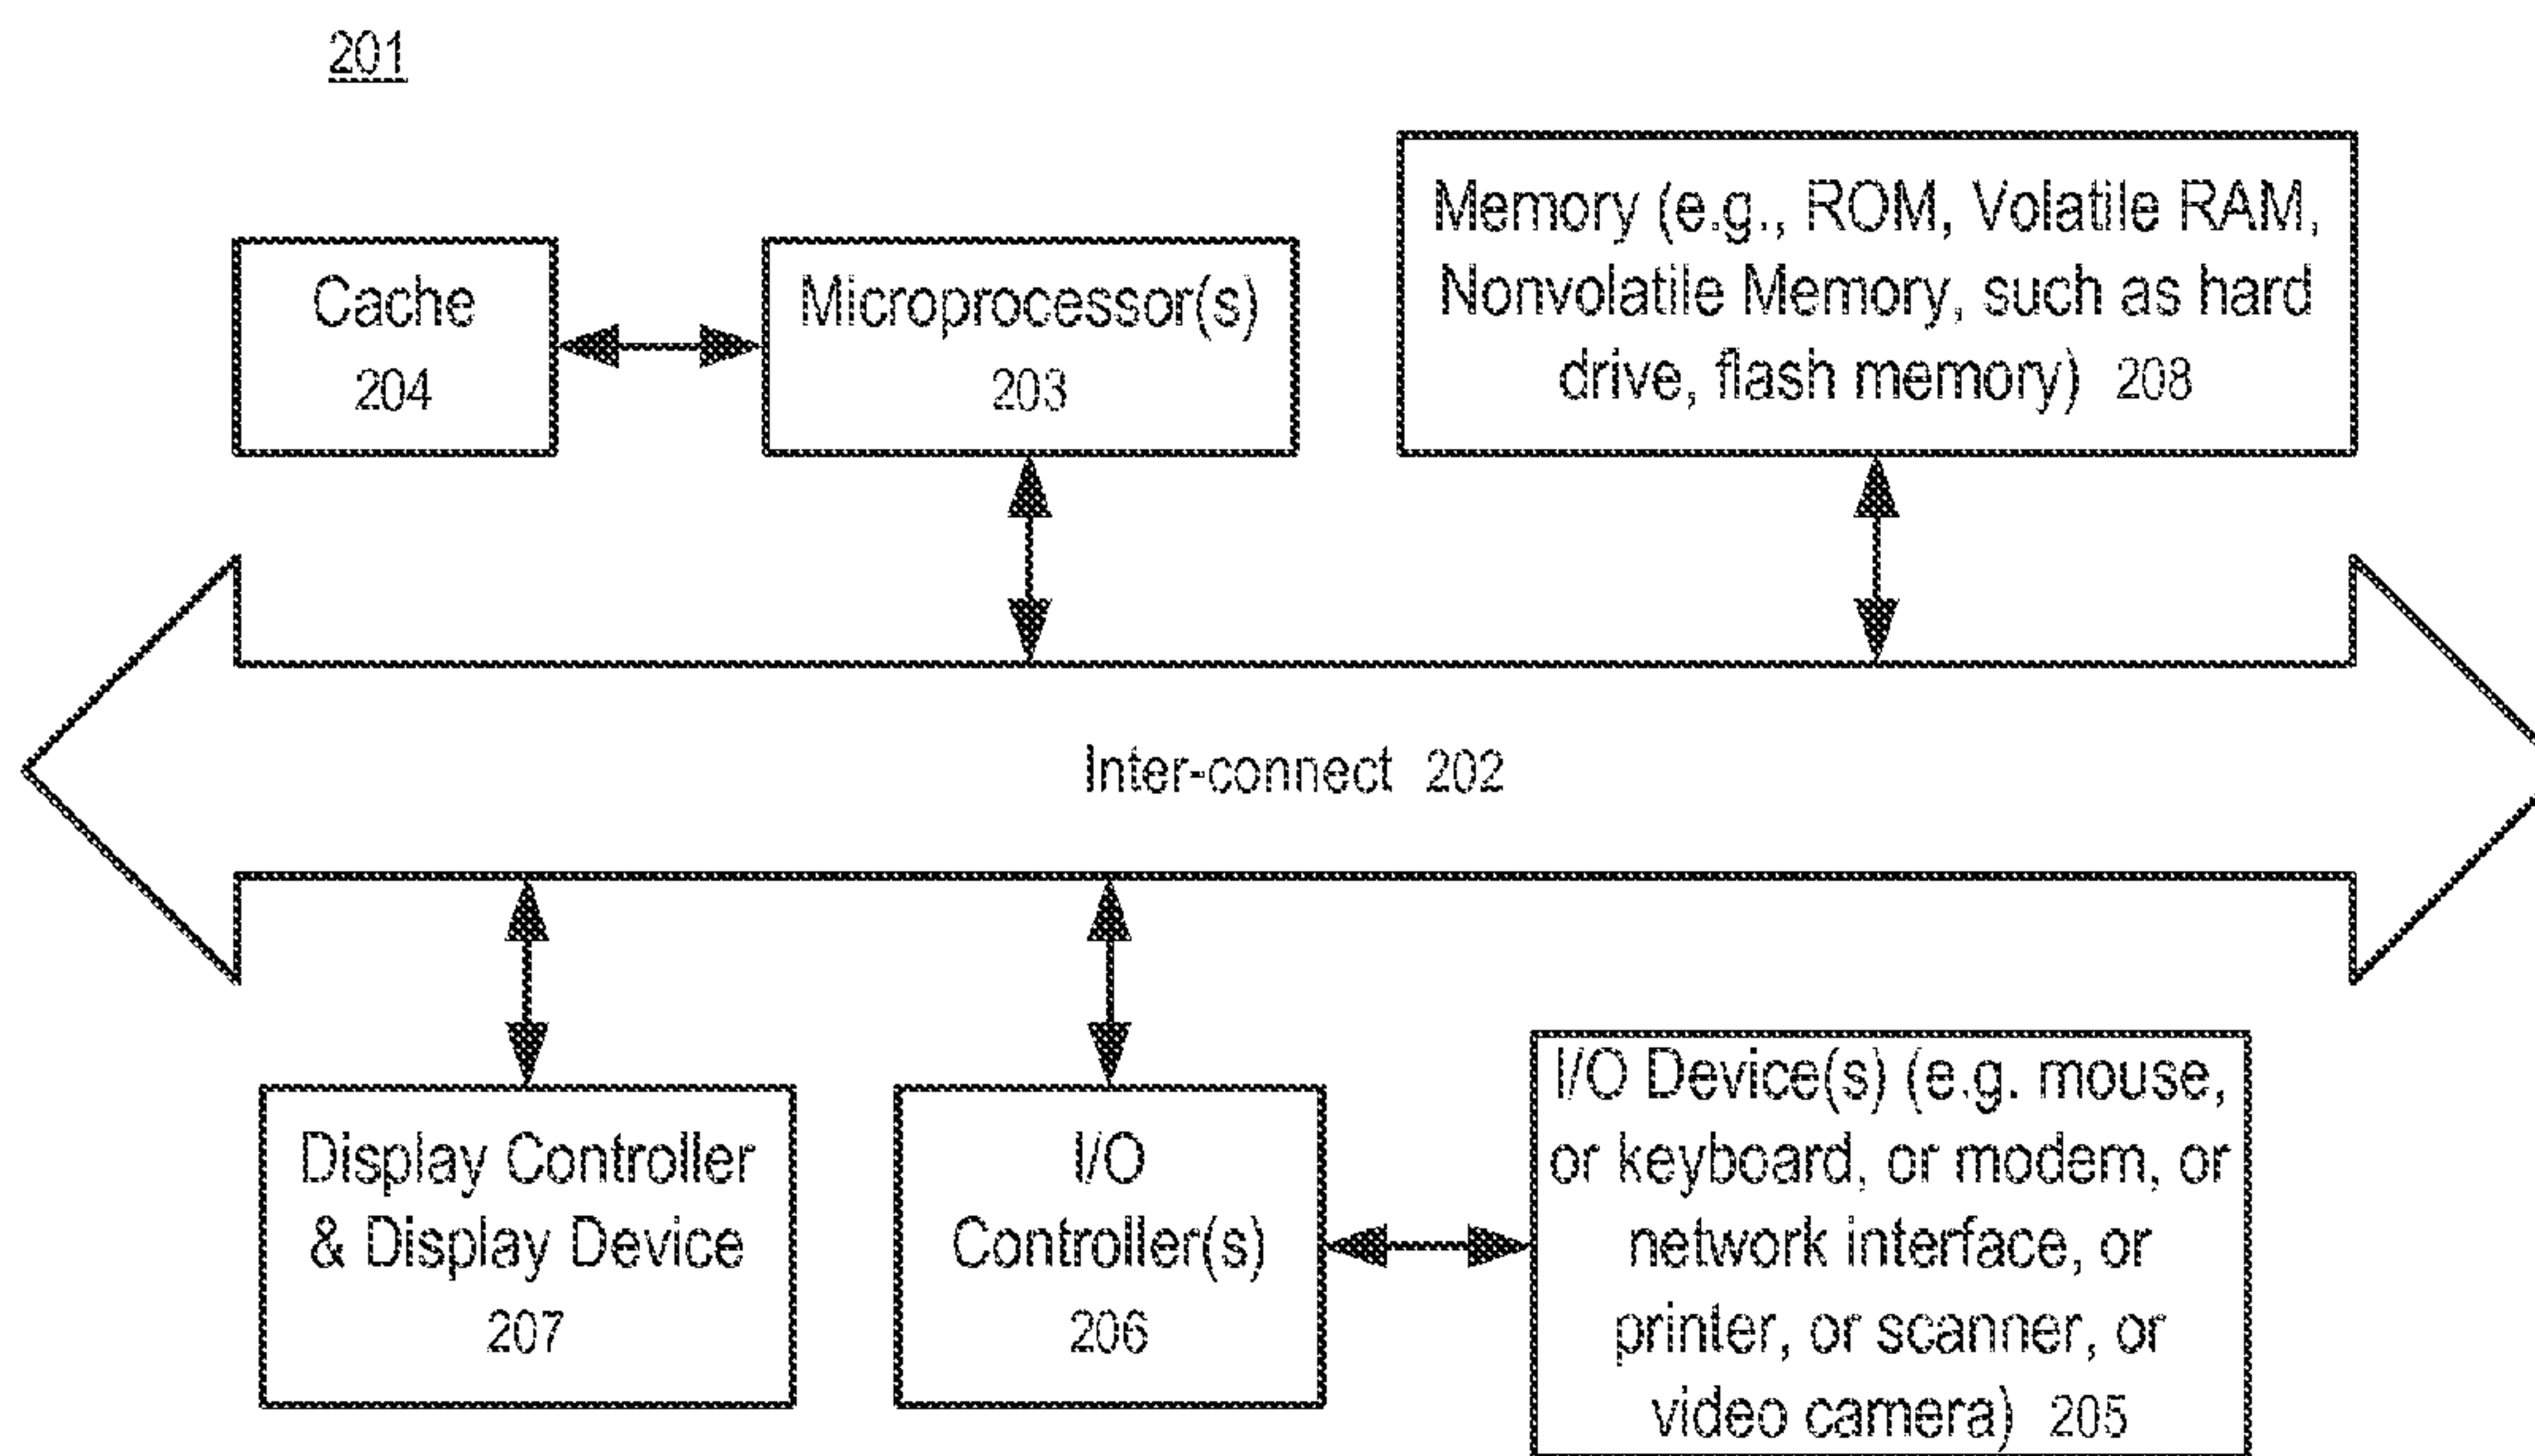 201
Cache
204
Microprocessor(s)
203
Memory (e.g., ROM, Volatile RAM,
Nonvolatile Memory, such as hard
drive, flash memory) 208
Inter-connect 202
Display Controller
& Display Device
207
I/O
Controller(s)
206
I/O Device(s) (e.g. mouse,
or keyboard, or modem, or
network interface, or
printer, or scanner, or
video camera) 205